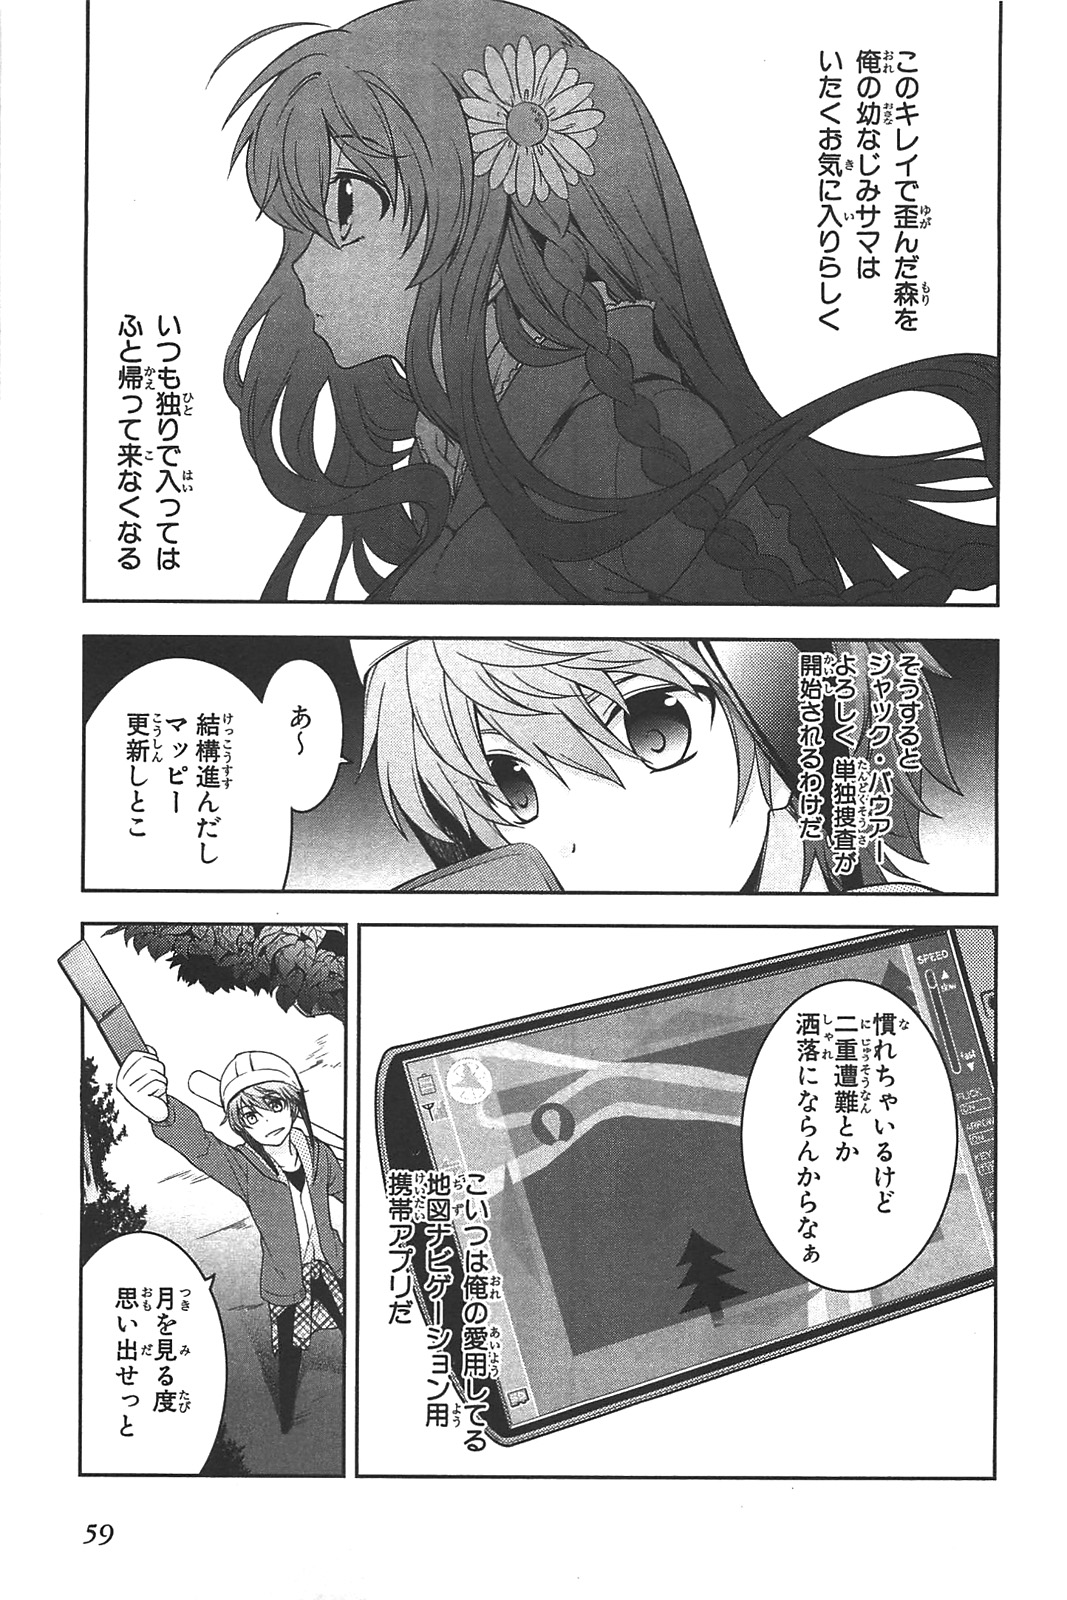 このキレイで歪んだ森を
俺の幼なじみサマは
いたくお気に入りらしく
いつも独りで入っては
ふと帰って来なくなる
そうすると
ジャック・バウアー
よろしく単独捜査が
開始されるわけだ
あ〜
結構進んだし
マッピー
更新しとこ
慣れちゃいるけど
二重遭難とか
洒落にならんからなぁ
SPEED
slow
fast
こいつは俺の愛用してる
地図ナビゲーション用
携帯アプリだ
月を見る度
思い出せっと
59